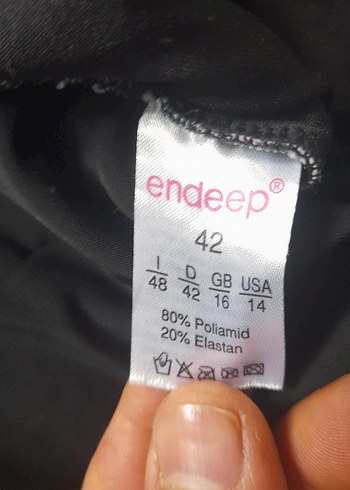 endeep®
42
I D GB USA
48 42 16 14
80% Poliamid
20% Elastan